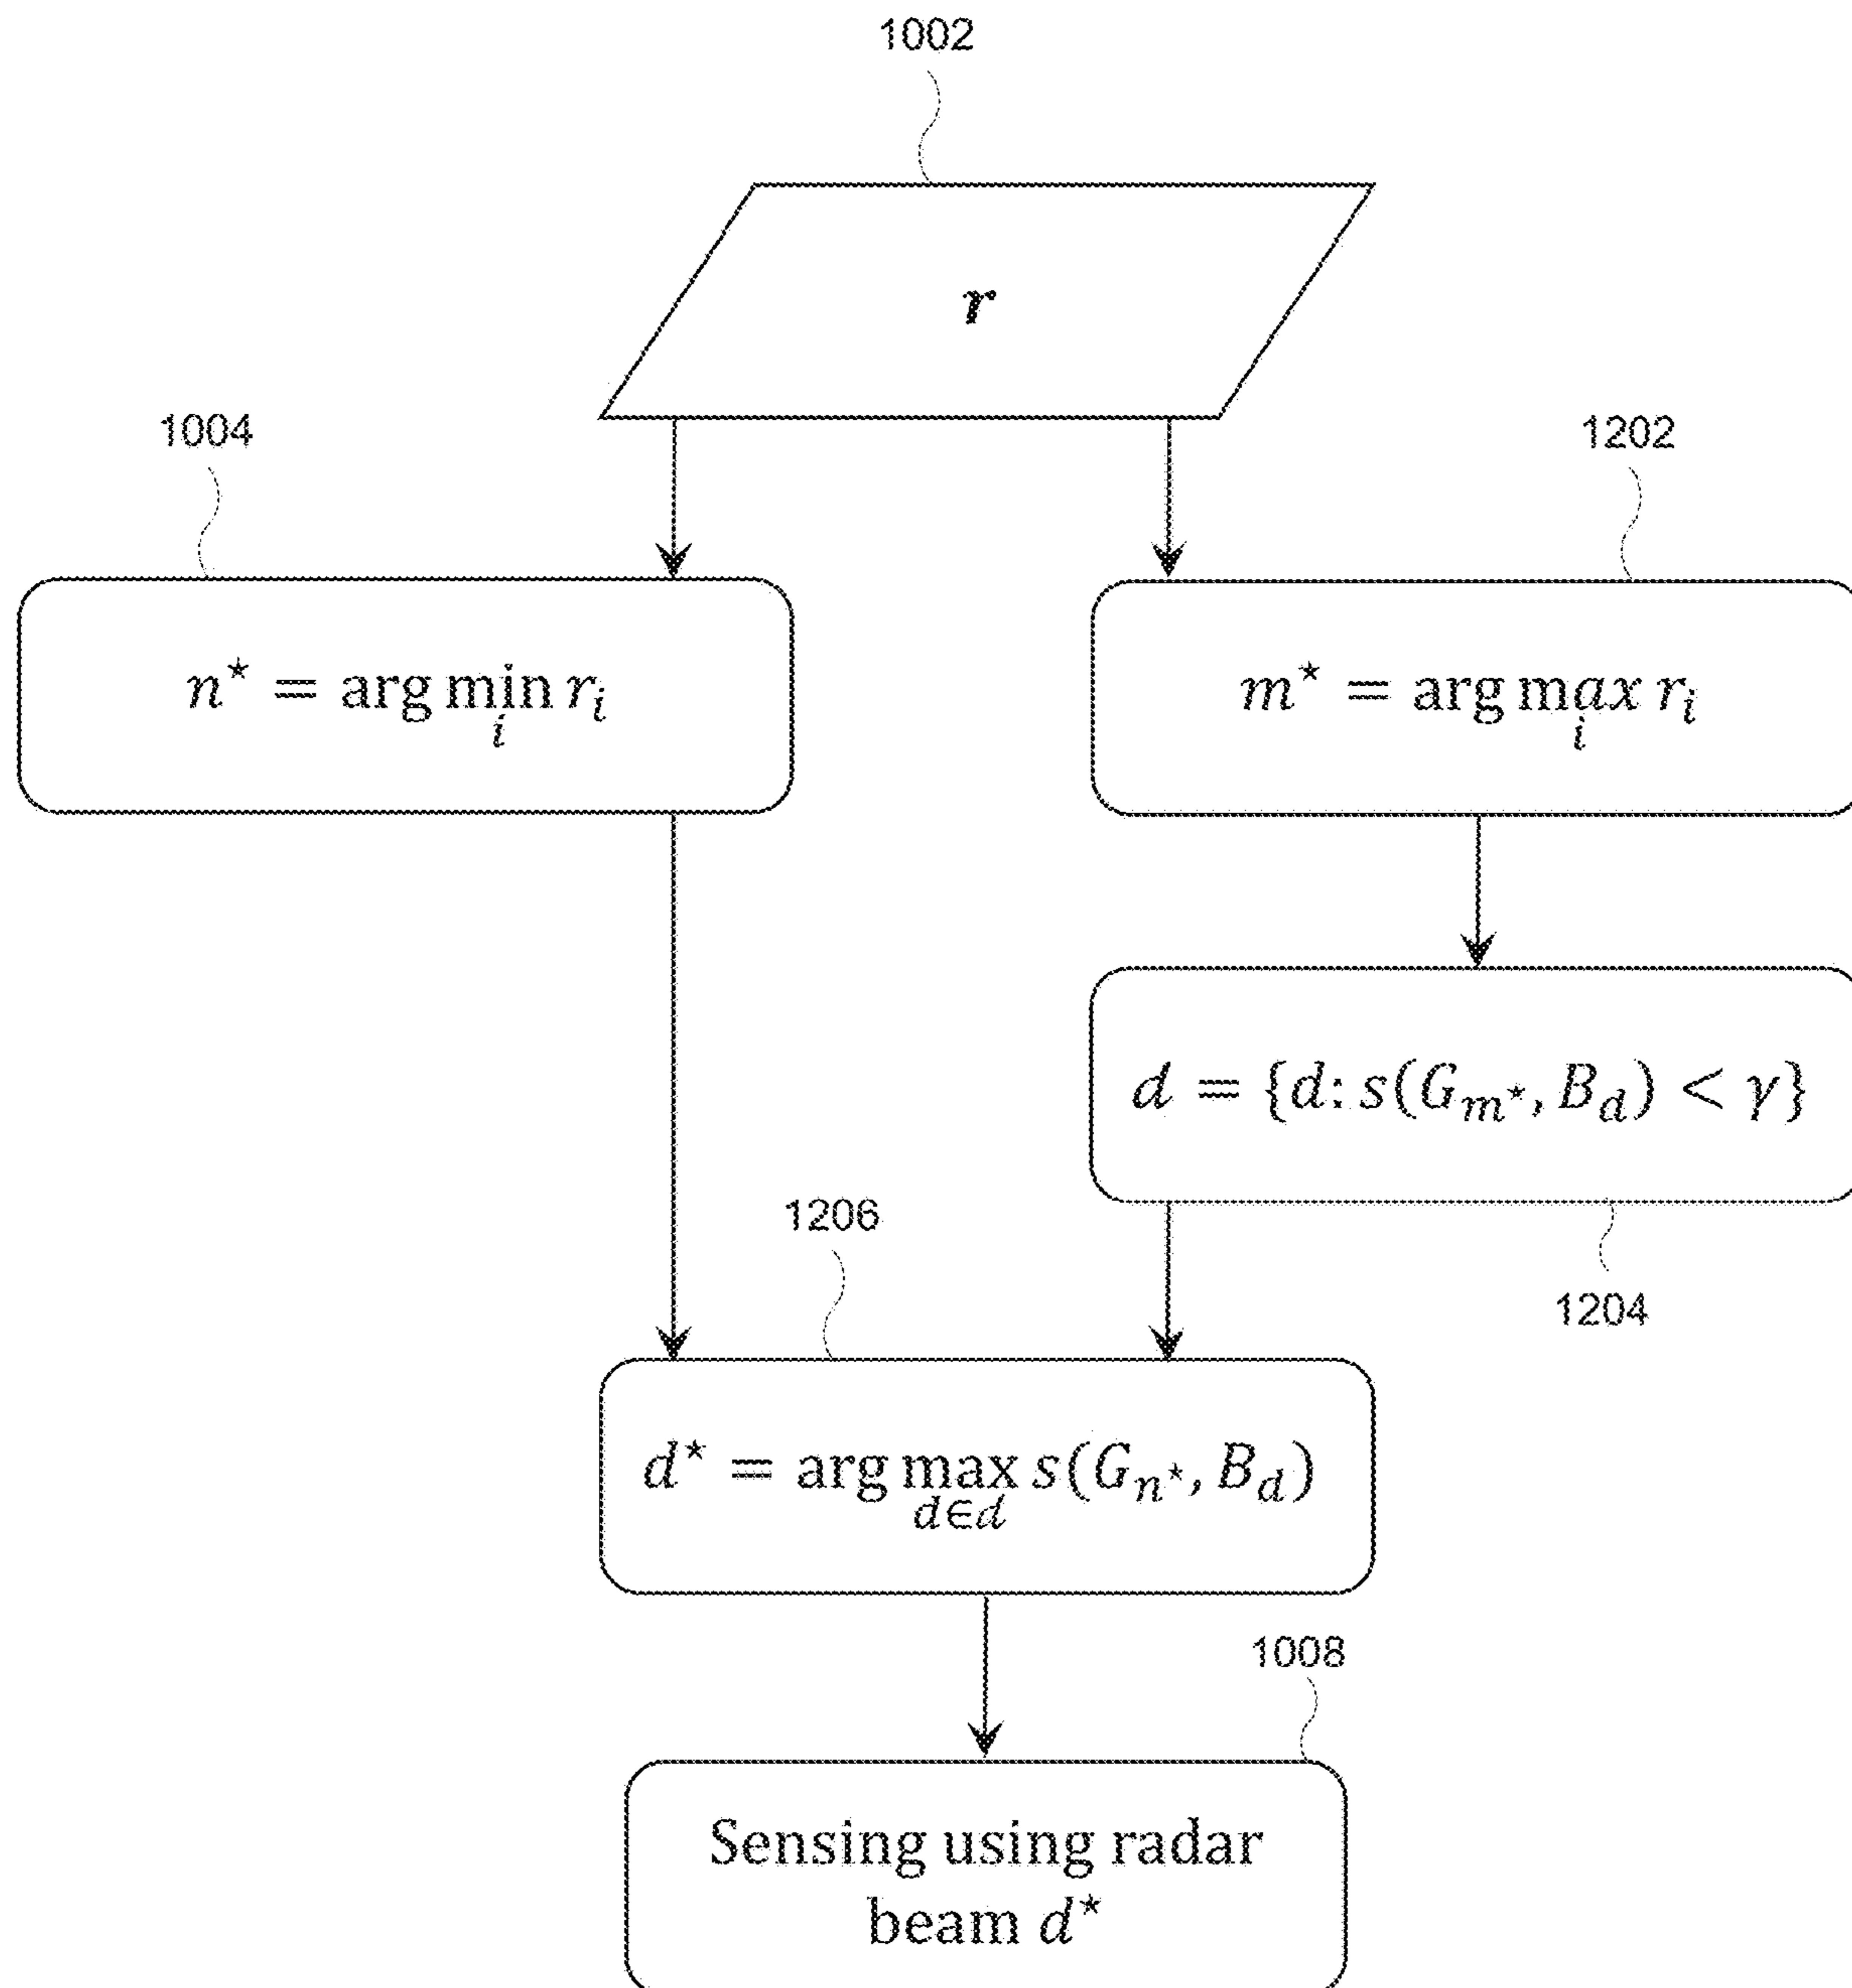 1002
r
1004
1202
n* = arg min r_i
i
m* = arg max r_i
i
d = {d: s(G_m*, B_d) < γ}
1206
1204
d* = arg max s(G_n*, B_d)
d∈d
1008
Sensing using radar
beam d*